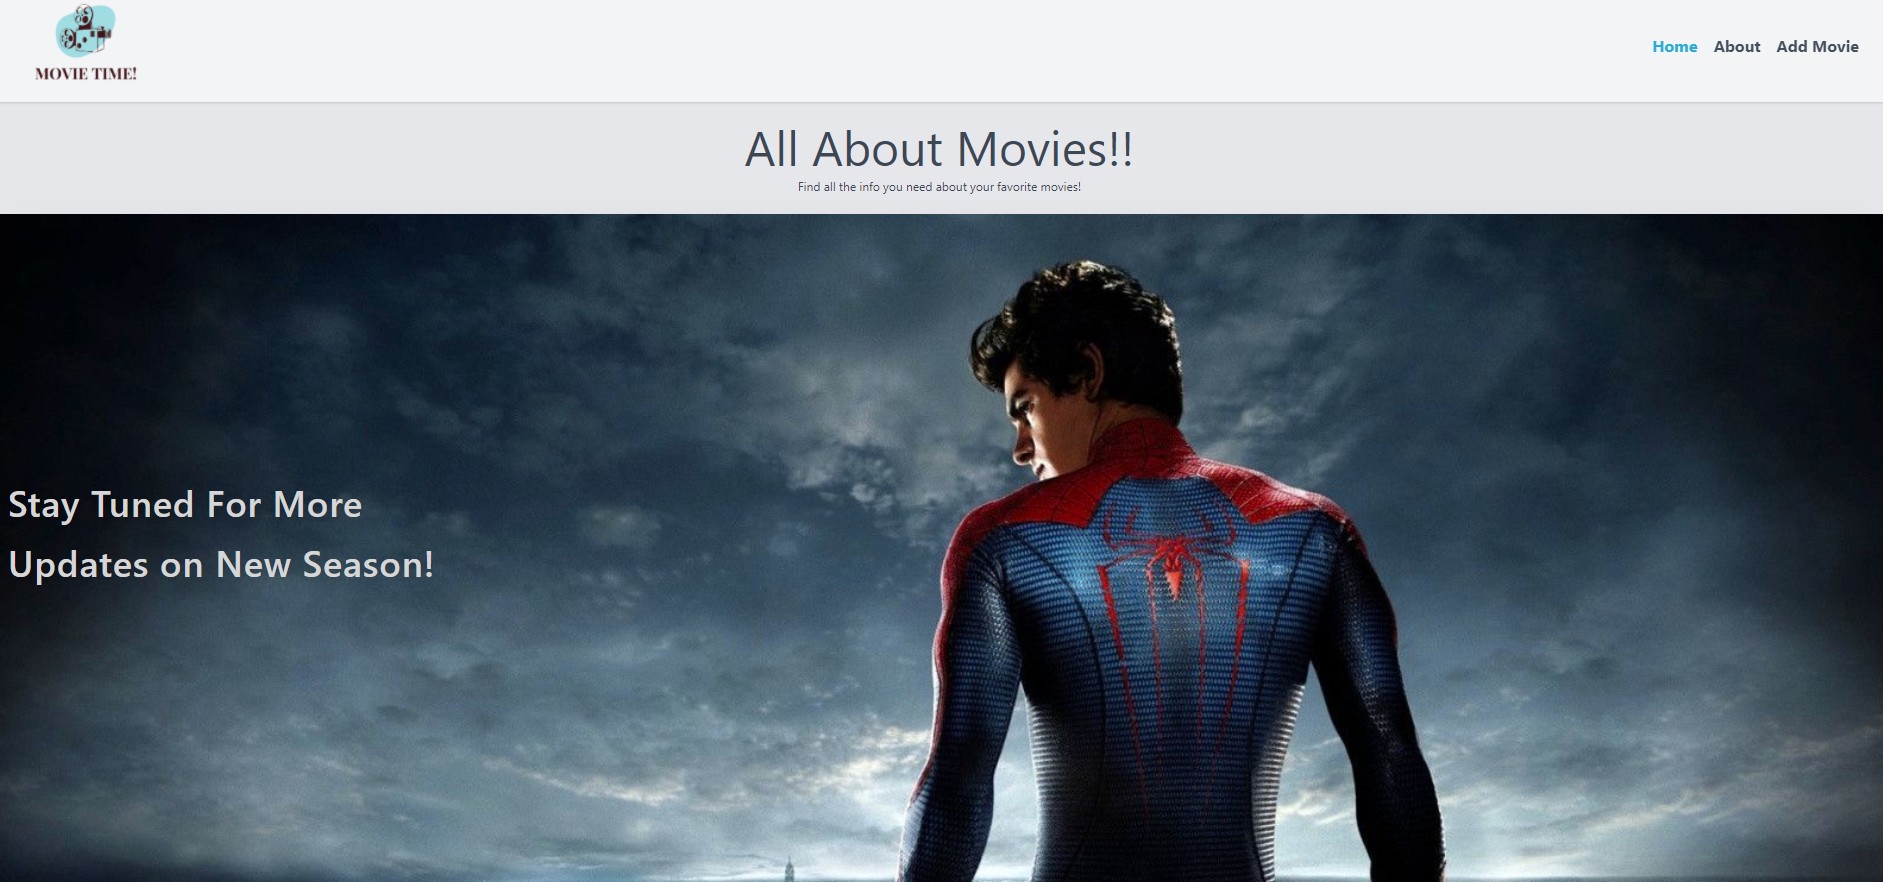 MOVIE TIME!
Home About Add Movie
All About Movies!!
Find all the info you need about your favorite movies!
Stay Tuned For More
Updates on New Season!